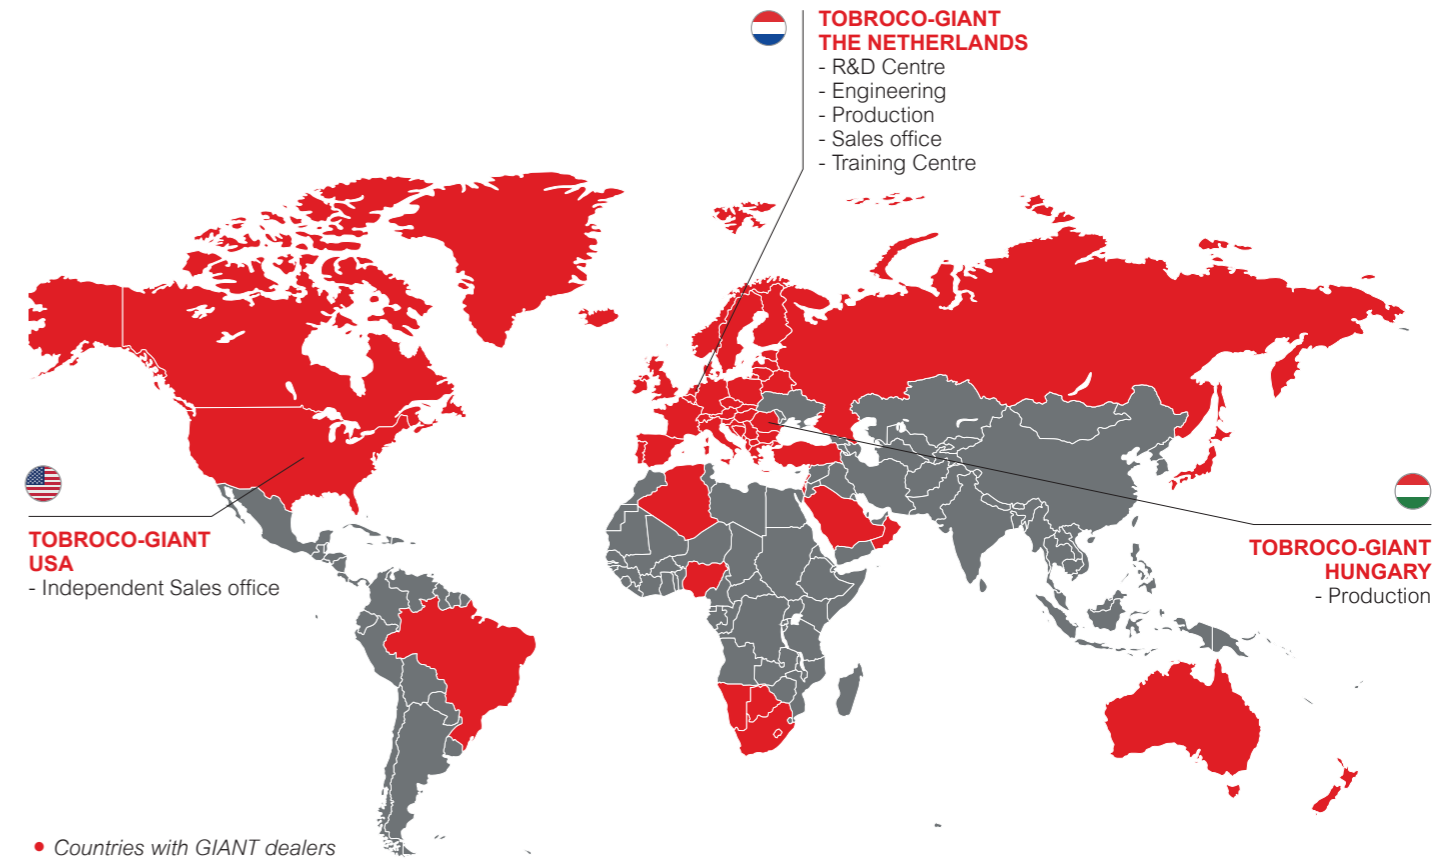 TOBROCO-GIANT
THE NETHERLANDS
- R&D Centre
- Engineering
- Production
- Sales office
- Training Centre
TOBROCO-GIANT
USA
- Independent Sales office
TOBROCO-GIANT
HUNGARY
- Production
• Countries with GIANT dealers